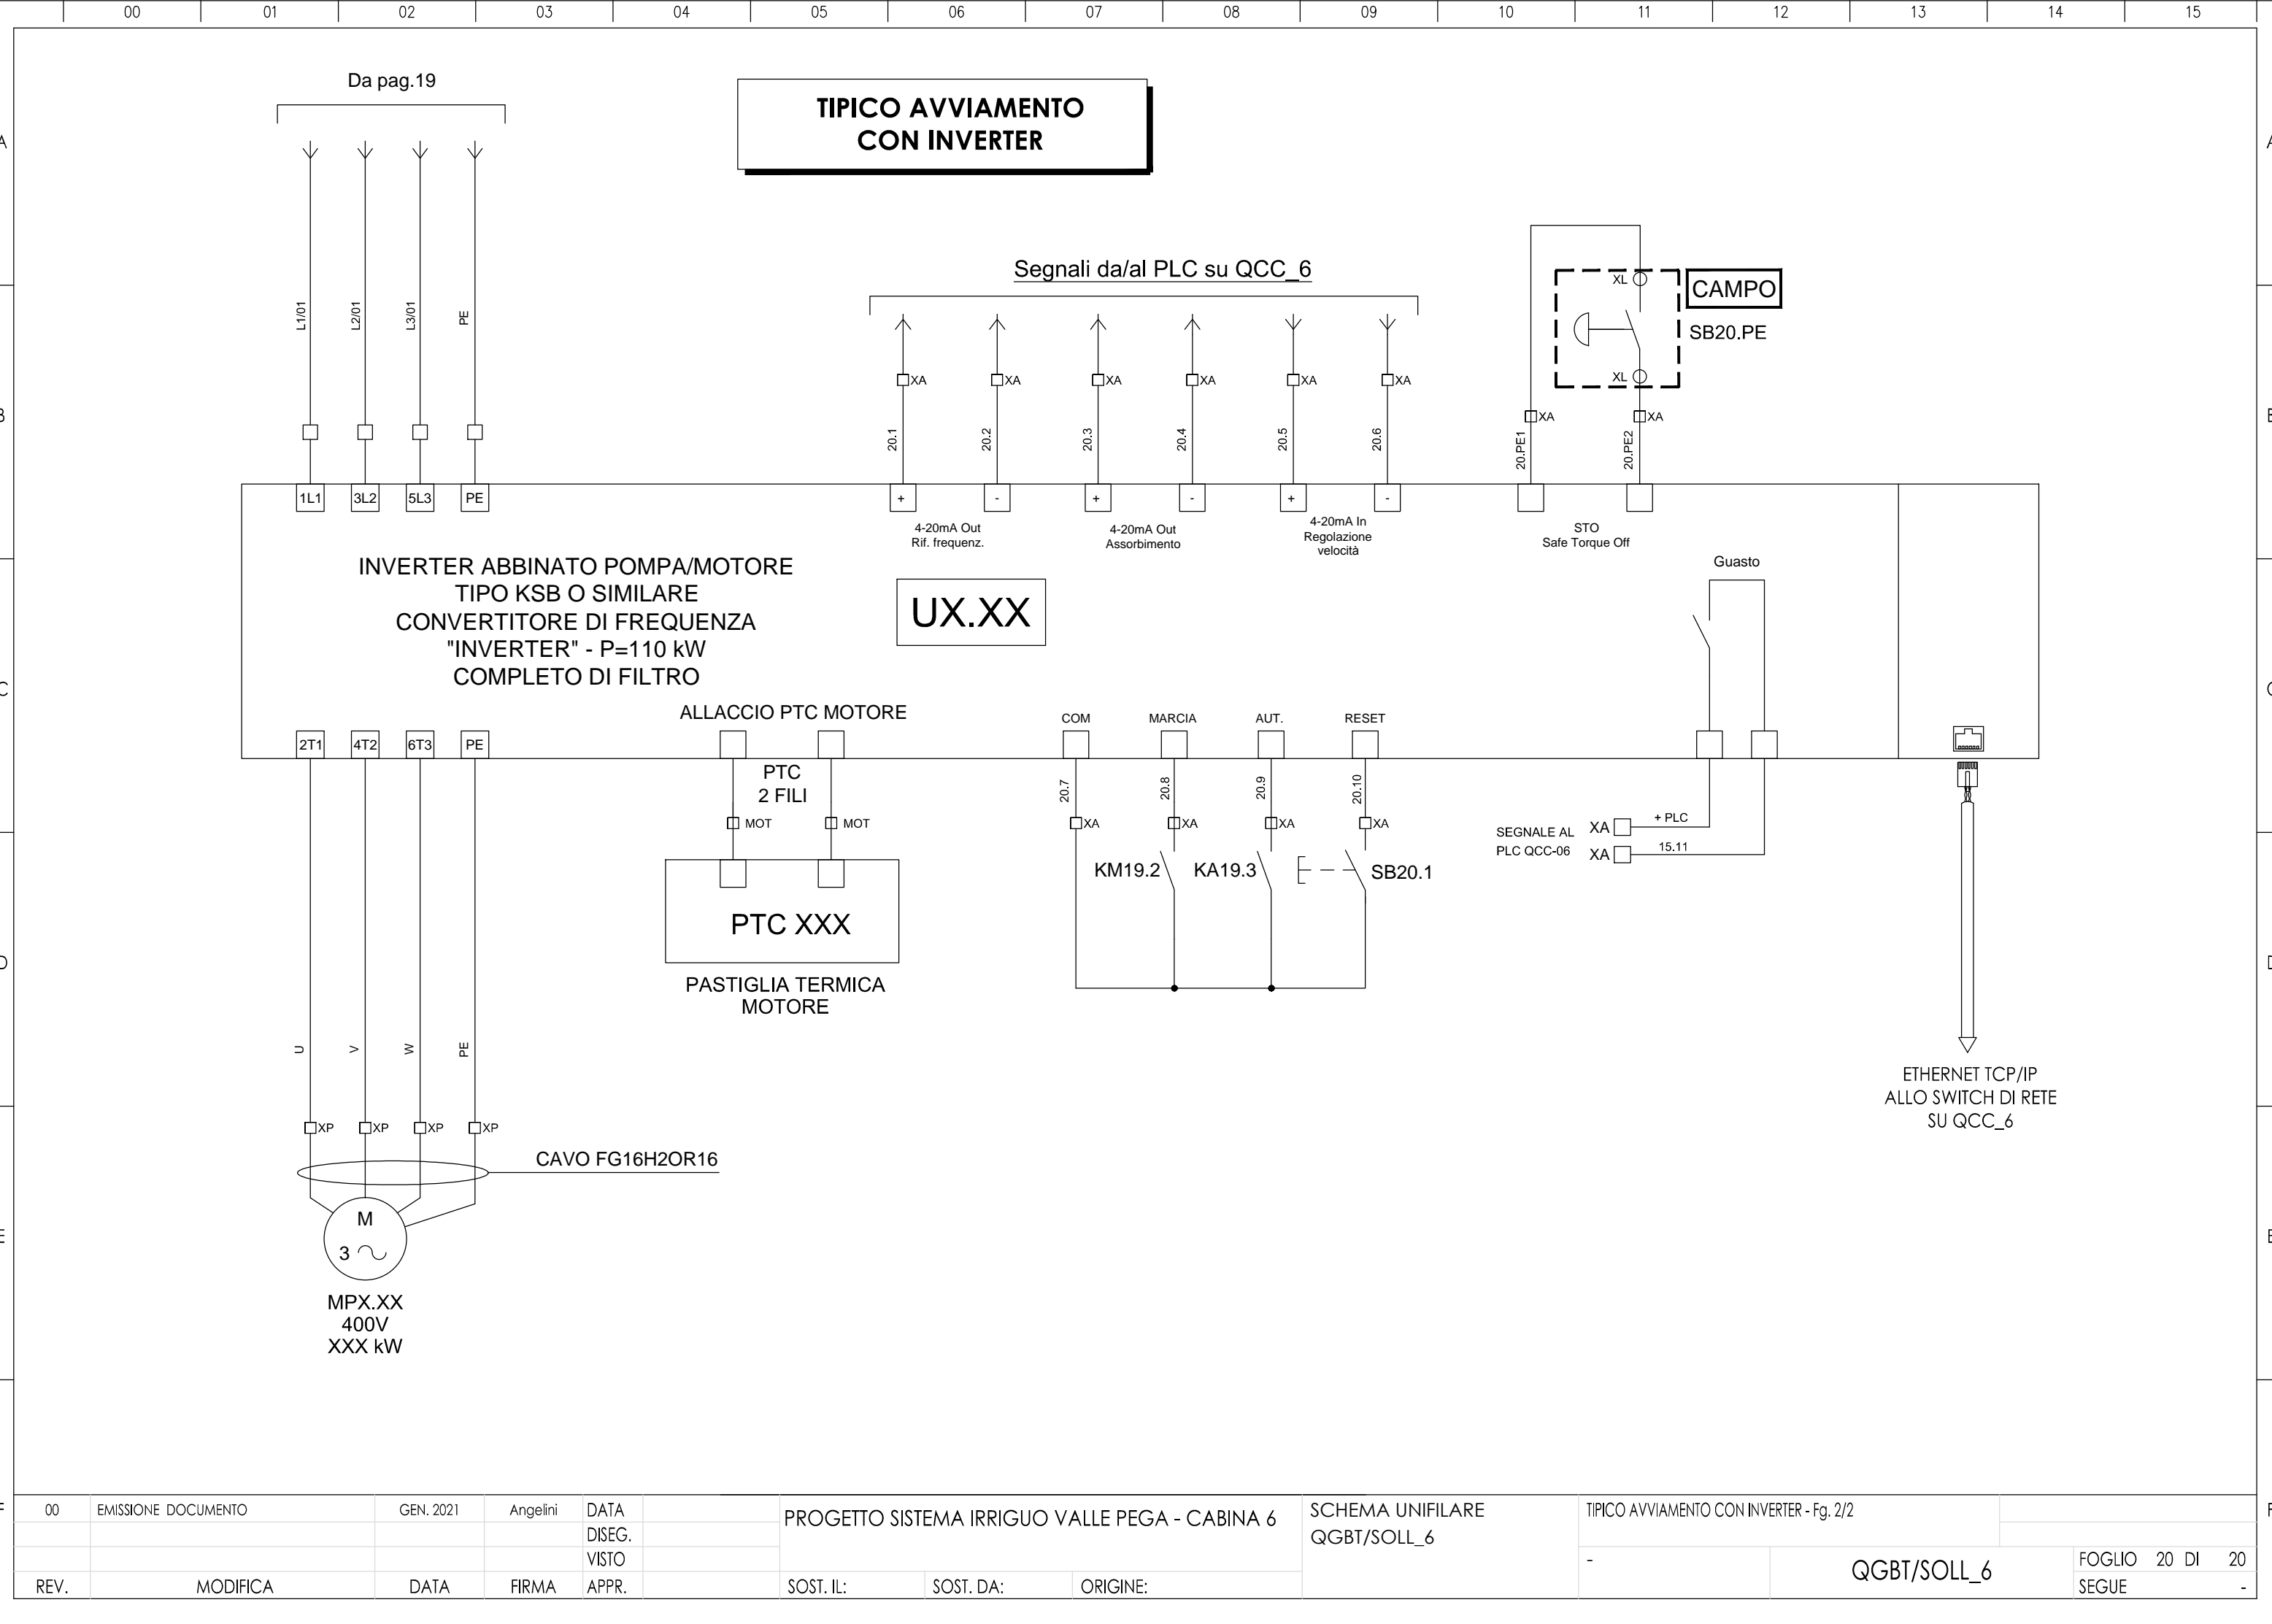 00 01 02 03 04 05 06 07 08 09 10 11 12 13 14 15
Da pag.19
TIPICO AVVIAMENTO
CON INVERTER
A
Segnali da/al PLC su QCC_6
XL
CAMPO
SB20.PE
XL
L1/01 L2/01 L3/01 PE
XA XA XA XA XA XA
XA XA
B
20.1 20.2 20.3 20.4 20.5 20.6 20.PE1 20.PE2
1L1 3L2 5L3 PE
+ - + - + -
4-20mA Out
Rif. frequenz.
4-20mA Out
Assorbimento
4-20mA In
Regolazione
velocità
STO
Safe Torque Off
Guasto
INVERTER ABBINATO POMPA/MOTORE
TIPO KSB O SIMILARE
CONVERTITORE DI FREQUENZA
"INVERTER" - P=110 kW
COMPLETO DI FILTRO
UX.XX
C
ALLACCIO PTC MOTORE
COM MARCIA AUT. RESET
2T1 4T2 6T3 PE
PTC
2 FILI
20.7 20.8 20.9 20.10
MOT MOT
XA XA XA XA
SEGNALE AL
PLC QCC-06
XA + PLC
XA 15.11
KM19.2 KA19.3 SB20.1
PTC XXX
D
PASTIGLIA TERMICA
MOTORE
U V W PE
ETHERNET TCP/IP
ALLO SWITCH DI RETE
SU QCC_6
XP XP XP XP
CAVO FG16H2OR16
M
3
E
MPX.XX
400V
XXX kW
F
00 EMISSIONE DOCUMENTO GEN. 2021 Angelini DATA
DISEG.
VISTO
REV. MODIFICA DATA FIRMA APPR.
PROGETTO SISTEMA IRRIGUO VALLE PEGA - CABINA 6
SOST. IL: SOST. DA: ORIGINE:
SCHEMA UNIFILARE
QGBT/SOLL_6
TIPICO AVVIAMENTO CON INVERTER - Fg. 2/2
-
QGBT/SOLL_6
FOGLIO 20 DI 20
SEGUE -